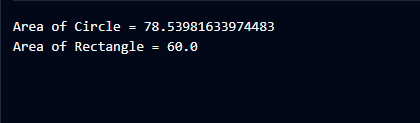 Area of Circle = 78.53981633974483
Area of Rectangle = 60.0